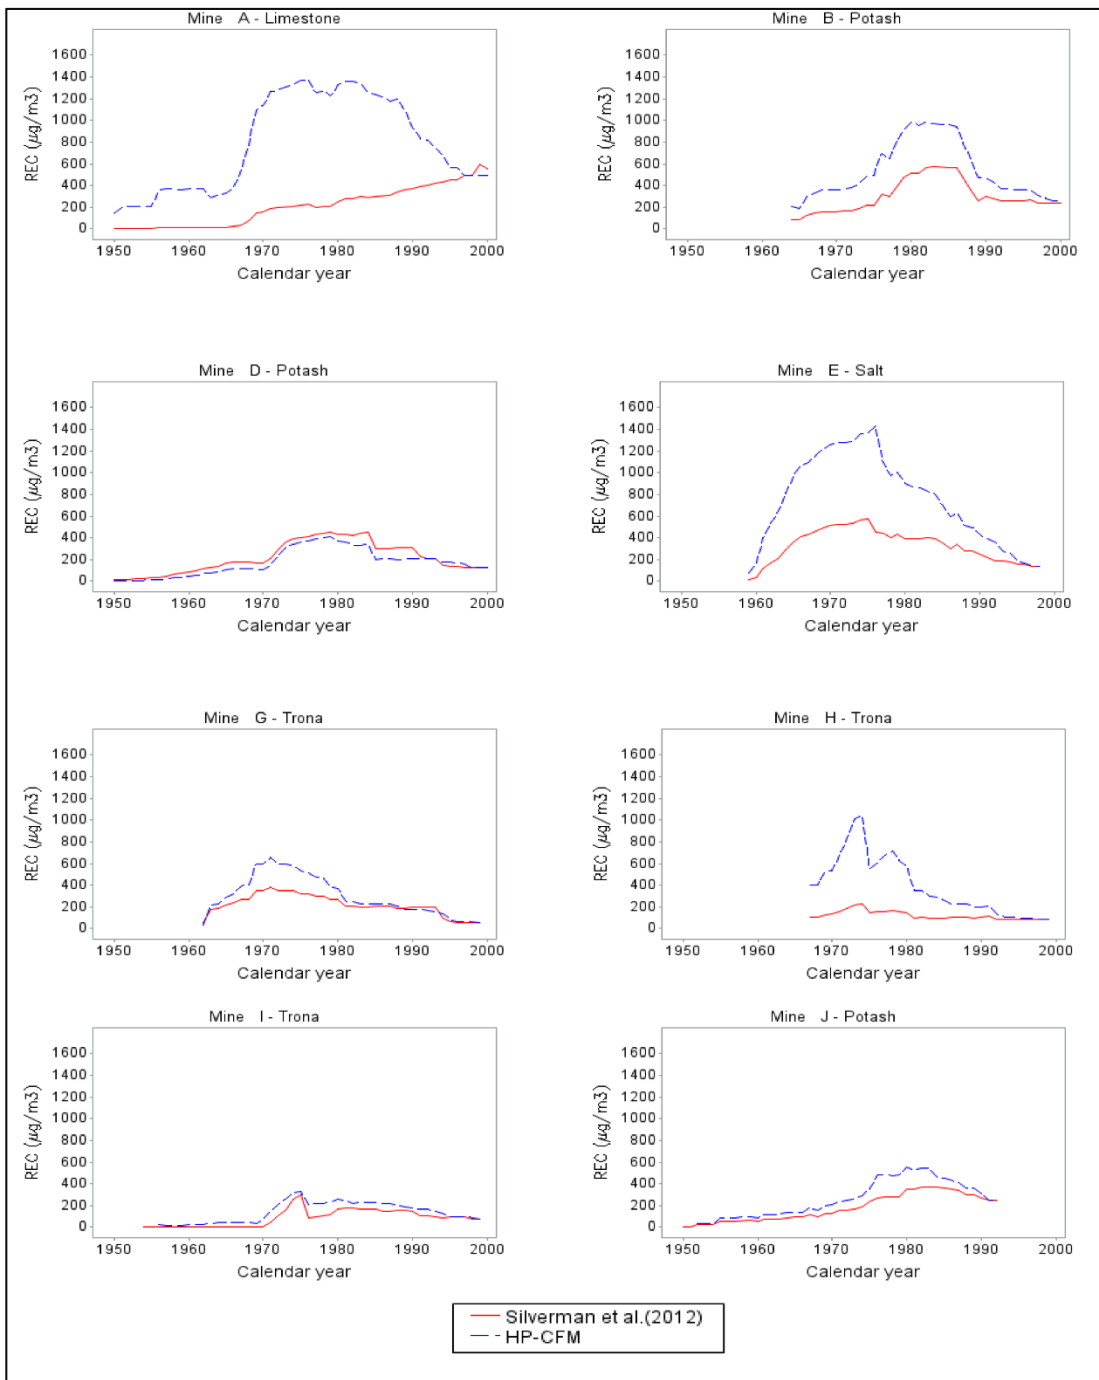 Mine A - Limestone
REC (μg/m3)
1600
1400
1200
1000
800
600
400
200
0
1950 1960 1970 1980 1990 2000
Calendar year
Mine B - Potash
REC (μg/m3)
1600
1400
1200
1000
800
600
400
200
0
1950 1960 1970 1980 1990 2000
Calendar year
Mine D - Potash
REC (μg/m3)
1600
1400
1200
1000
800
600
400
200
0
1950 1960 1970 1980 1990 2000
Calendar year
Mine E - Salt
REC (μg/m3)
1600
1400
1200
1000
800
600
400
200
0
1950 1960 1970 1980 1990 2000
Calendar year
Mine G - Trona
REC (μg/m3)
1600
1400
1200
1000
800
600
400
200
0
1950 1960 1970 1980 1990 2000
Calendar year
Mine H - Trona
REC (μg/m3)
1600
1400
1200
1000
800
600
400
200
0
1950 1960 1970 1980 1990 2000
Calendar year
Mine I - Trona
REC (μg/m3)
1600
1400
1200
1000
800
600
400
200
0
1950 1960 1970 1980 1990 2000
Calendar year
Mine J - Potash
REC (μg/m3)
1600
1400
1200
1000
800
600
400
200
0
1950 1960 1970 1980 1990 2000
Calendar year
Silverman et al.(2012)
HP-CFM